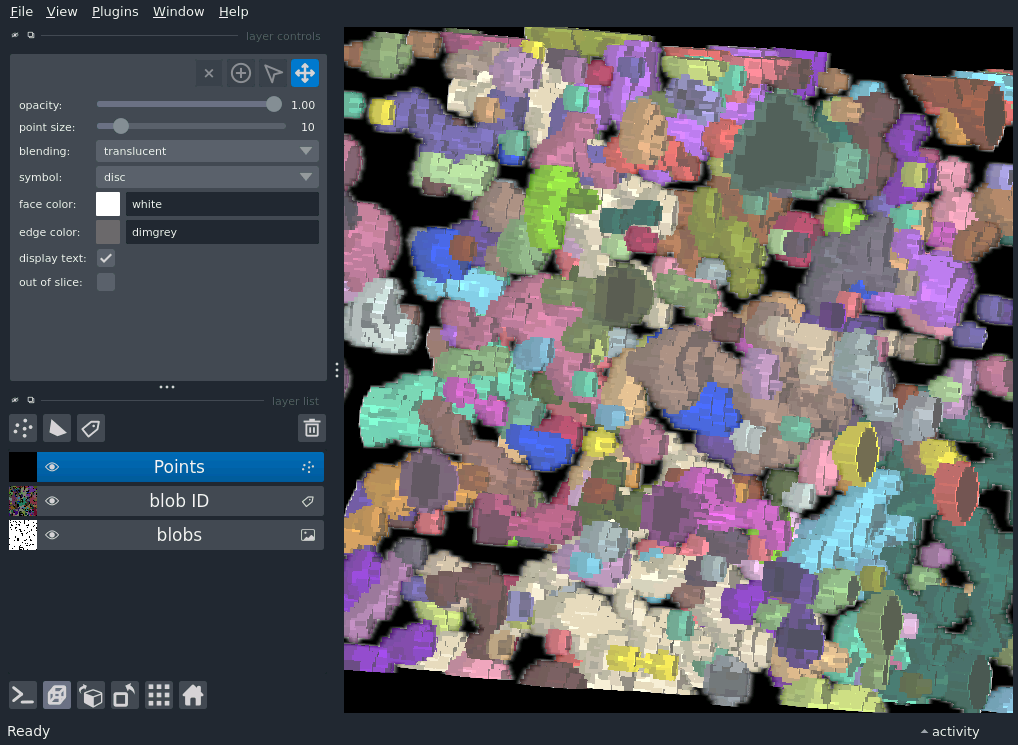 File View Plugins Window Help
layer controls
opacity: 1.00
point size: 10
blending: translucent
symbol: disc
face color: white
edge color: dimgrey
display text:
out of slice:
layer list
Points
blob ID
blobs
Ready activity